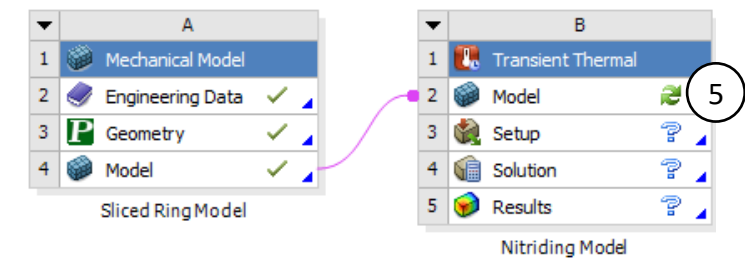 A
1 Mechanical Model
2 Engineering Data
3 P Geometry
4 Model
Sliced Ring Model
B
1 Transient Thermal
2 Model 5
3 Setup ?
4 Solution ?
5 Results ?
Nitriding Model